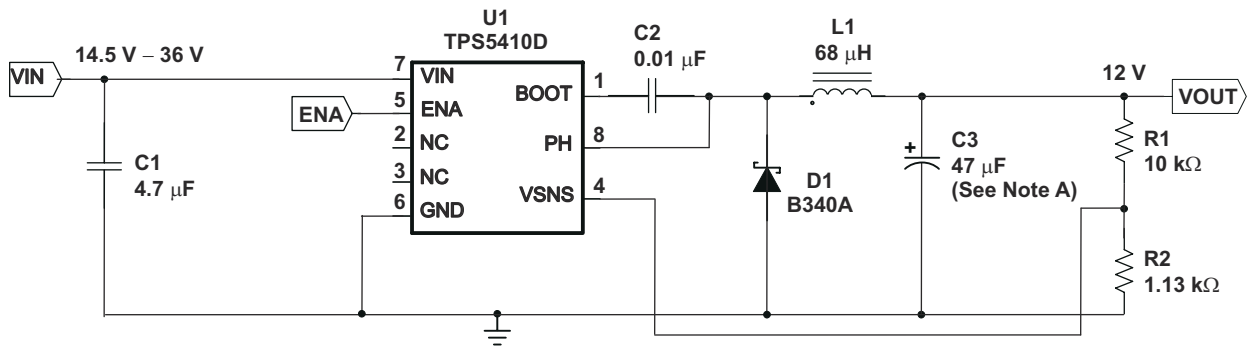 U1
TPS5410D
14.5 V – 36 V
VIN
7
VIN
ENA
5
ENA
2
NC
3
NC
6
GND
BOOT
1
PH
8
VSNS
4
C1
4.7 μF
C2
0.01 μF
L1
68 μH
D1
B340A
+
C3
47 μF
(See Note A)
12 V
VOUT
R1
10 kΩ
R2
1.13 kΩ